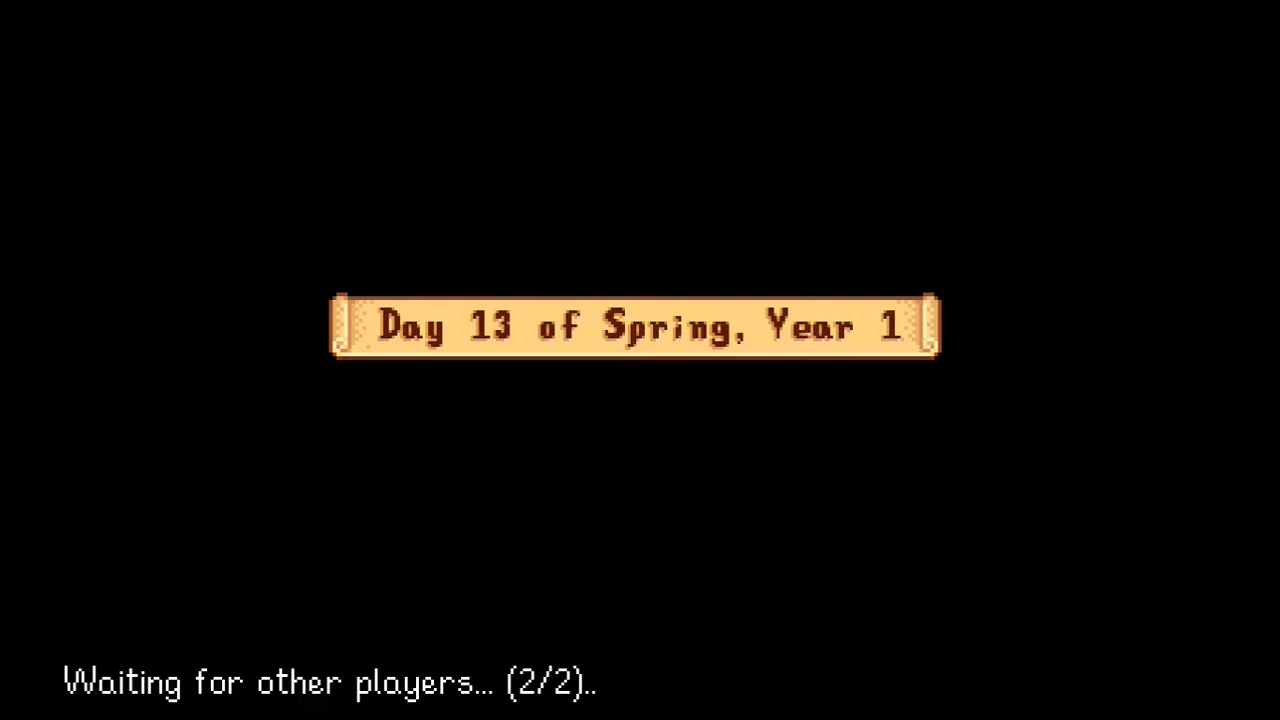 Day 13 of Spring, Year 1
Waiting for other players... (2/2)..